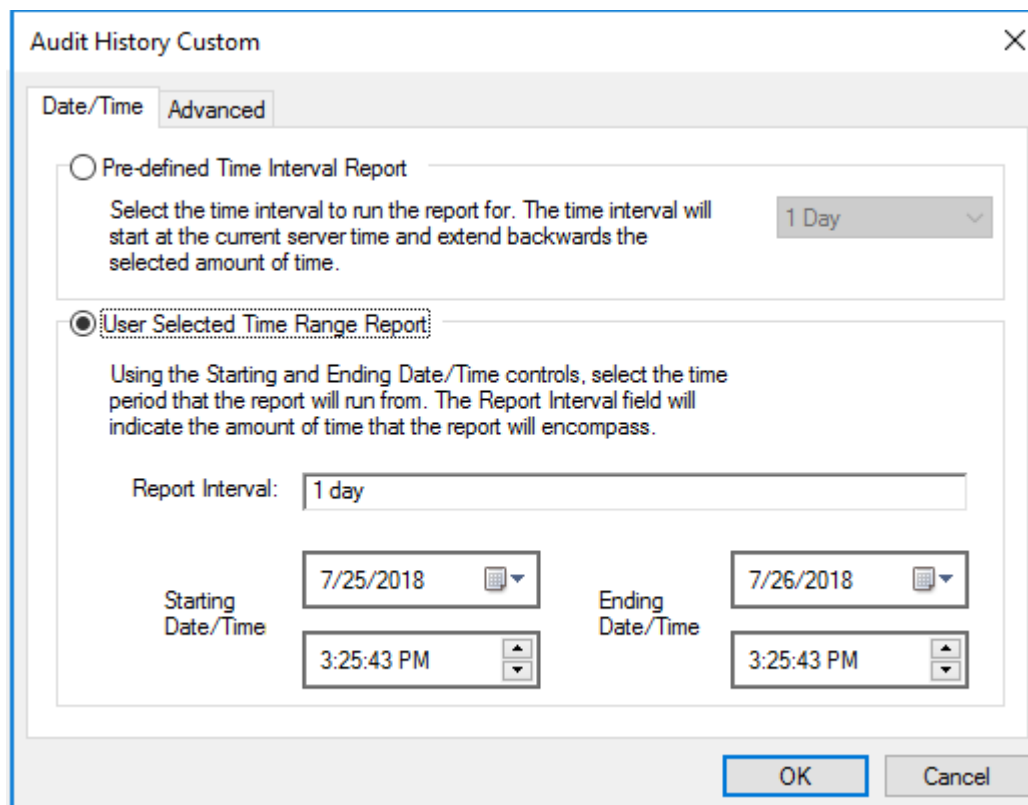 Audit History Custom
Date/Time
Advanced
Pre-defined Time Interval Report
Select the time interval to run the report for. The time interval will
start at the current server time and extend backwards the
selected amount of time.
1 Day
User Selected Time Range Report
Using the Starting and Ending Date/Time controls, select the time
period that the report will run from. The Report Interval field will
indicate the amount of time that the report will encompass.
Report Interval:
1 day
Starting
Date/Time
7/25/2018
3:25:43 PM
Ending
Date/Time
7/26/2018
3:25:43 PM
OK
Cancel